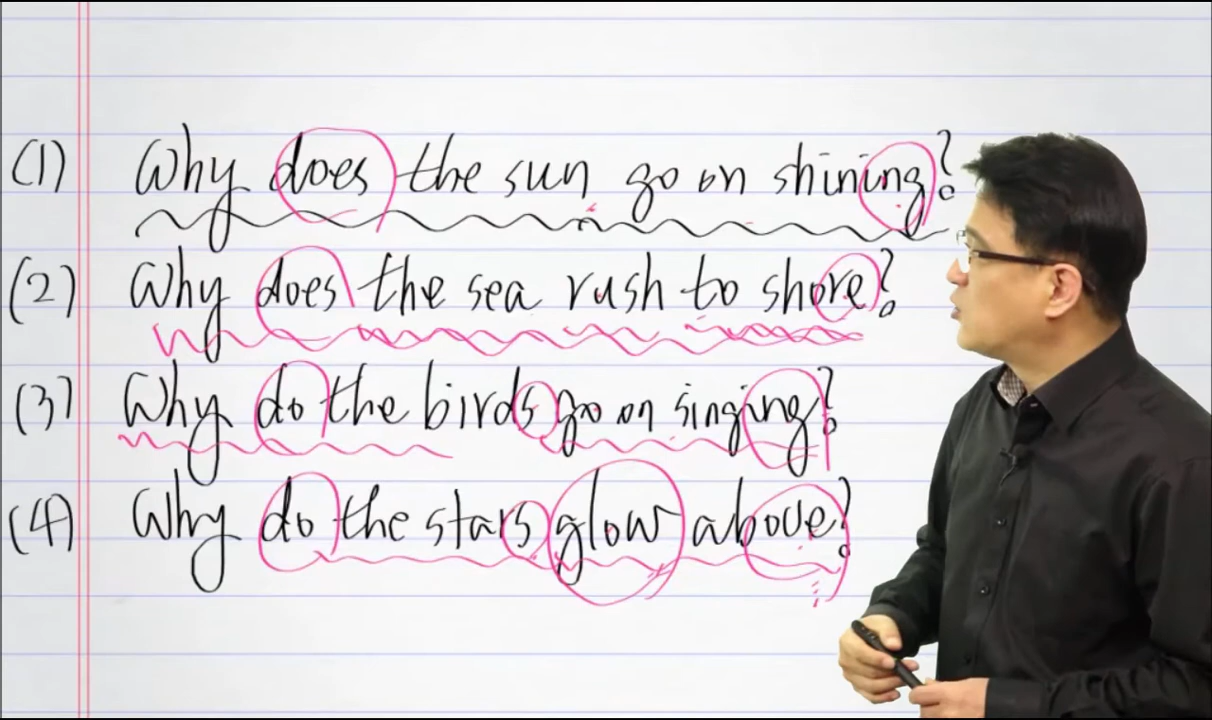 (1) Why does the sun go on shining?
(2) Why does the sea rush to shore?
(3) Why do the birds go on singing?
(4) Why do the stars glow above?